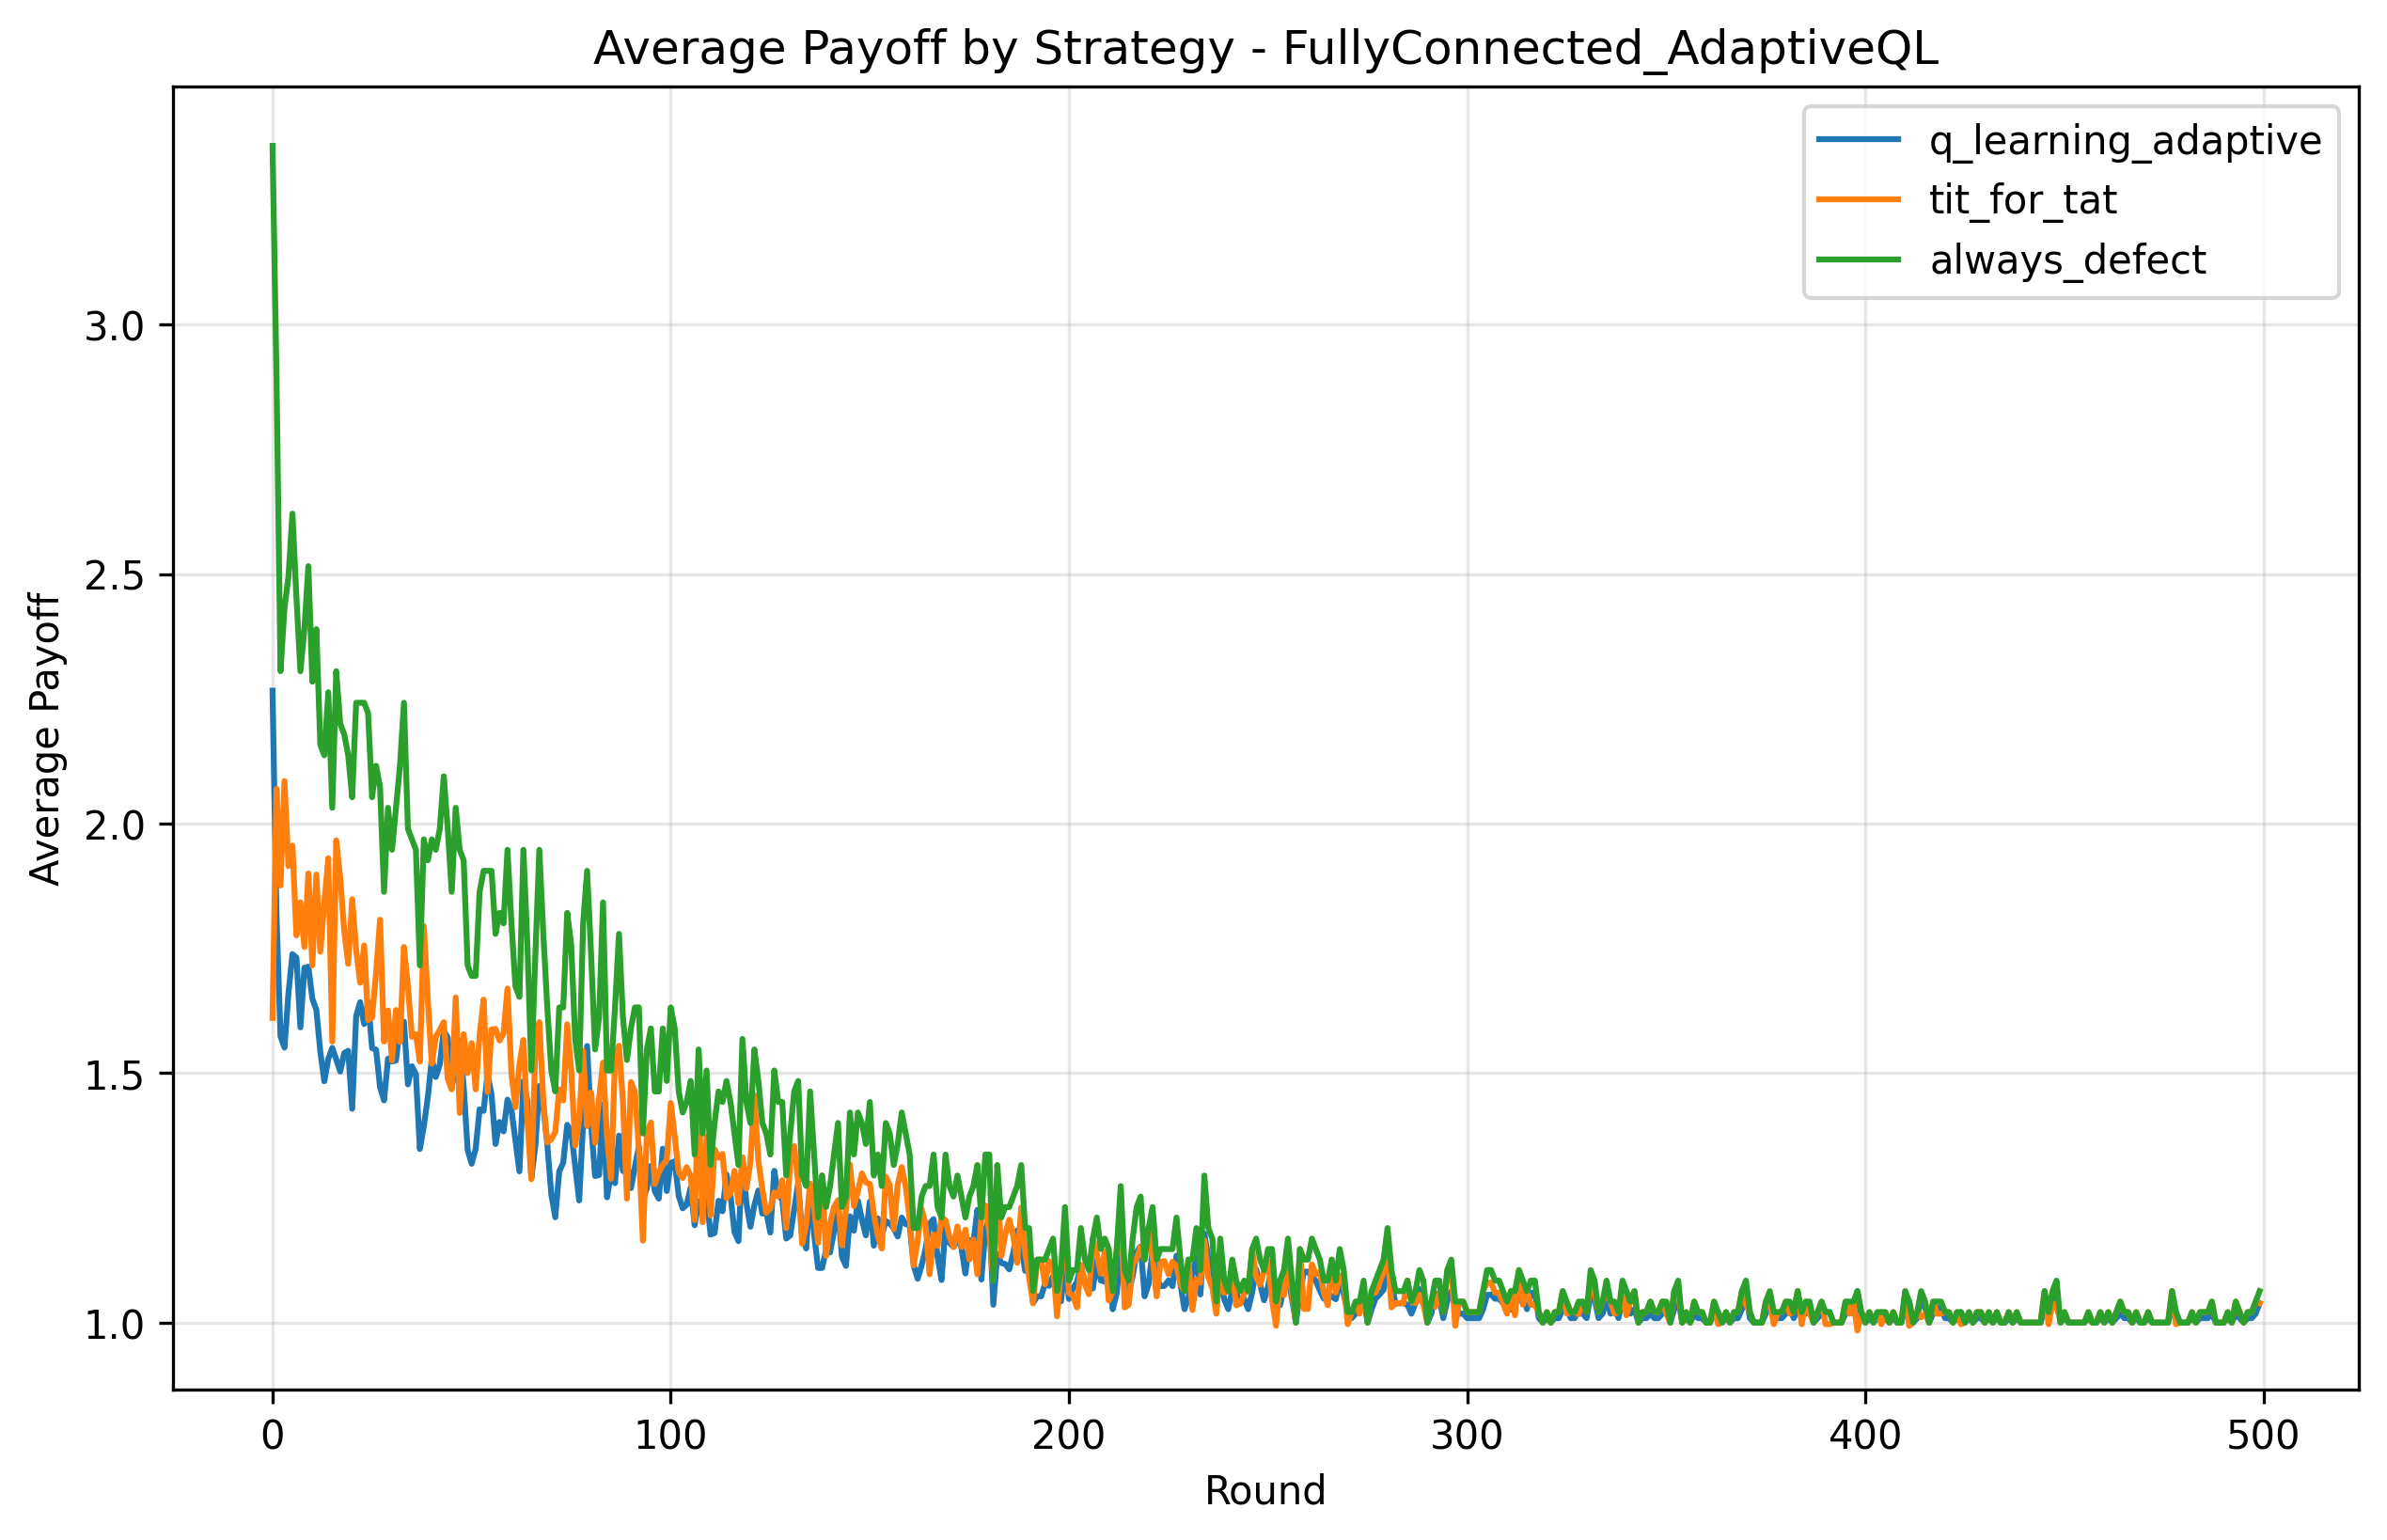 Average Payoff by Strategy - FullyConnected_AdaptiveQL
q_learning_adaptive
tit_for_tat
always_defect
Average Payoff
3.0
2.5
2.0
1.5
1.0
0
100
200
300
400
500
Round